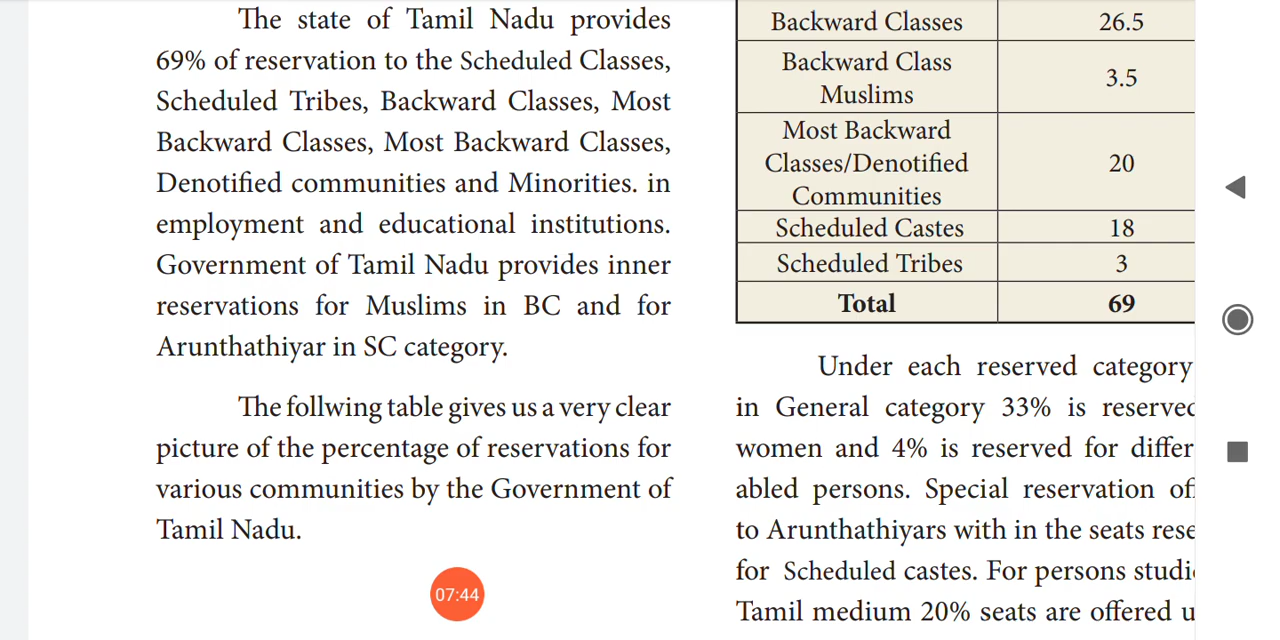 The state of Tamil Nadu provides
69% of reservation to the Scheduled Classes,
Scheduled Tribes, Backward Classes, Most
Backward Classes, Most Backward Classes,
Denotified communities and Minorities. in
employment and educational institutions.
Government of Tamil Nadu provides inner
reservations for Muslims in BC and for
Arunthathiyar in SC category.
The follwing table gives us a very clear
picture of the percentage of reservations for
various communities by the Government of
Tamil Nadu.
07:44
Backward Classes 26.5
Backward Class
Muslims 3.5
Most Backward
Classes/Denotified 20
Communities
Scheduled Castes 18
Scheduled Tribes 3
Total 69
Under each reserved category
in General category 33% is
women and 4% is reserved for
abled persons. Special reservation
to Arunthathiyars with in the seats
for Scheduled castes. For persons
Tamil medium 20% seats are offered